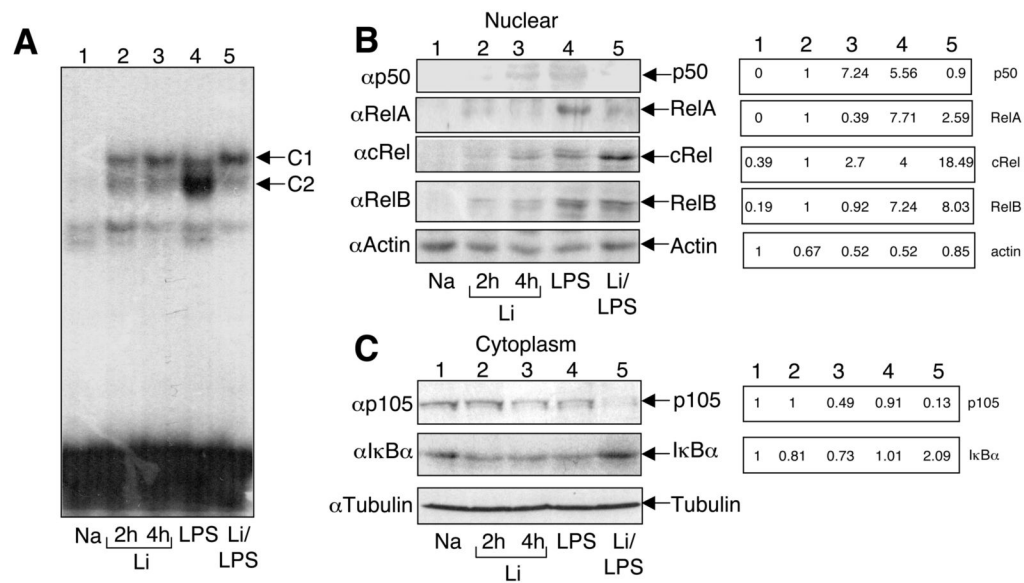 A
1 2 3 4 5
C1
C2
Na 2h 4h LPS Li/
Li LPS
B
Nuclear
1 2 3 4 5
αp50 p50
αRelA RelA
αcRel cRel
αRelB RelB
αActin Actin
Na 2h 4h LPS Li/
Li LPS
1 2 3 4 5
0 1 7.24 5.56 0.9 p50
0 1 0.39 7.71 2.59 RelA
0.39 1 2.7 4 18.49 cRel
0.19 1 0.92 7.24 8.03 RelB
1 0.67 0.52 0.52 0.85 actin
C
Cytoplasm
1 2 3 4 5
αp105 p105
αIκBα IκBα
αTubulin Tubulin
Na 2h 4h LPS Li/
Li LPS
1 2 3 4 5
1 1 0.49 0.91 0.13 p105
1 0.81 0.73 1.01 2.09 IκBα